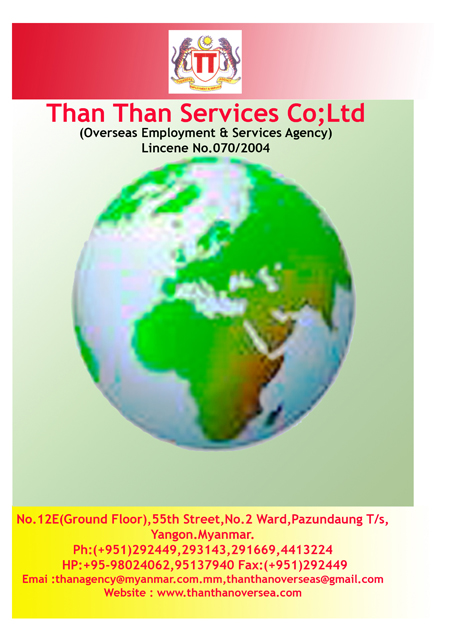 TT
Than Than Services Co;Ltd
(Overseas Employment & Services Agency)
Lincene No.070/2004
No.12E(Ground Floor),55th Street,No.2 Ward,Pazundaung T/s,
Yangon.Myanmar.
Ph:(+951)292449,293143,291669,4413224
HP:+95-98024062,95137940 Fax:(+951)292449
Emai :thanagency@myanmar.com.mm,thanthanoverseas@gmail.com
Website : www.thanthanoversea.com